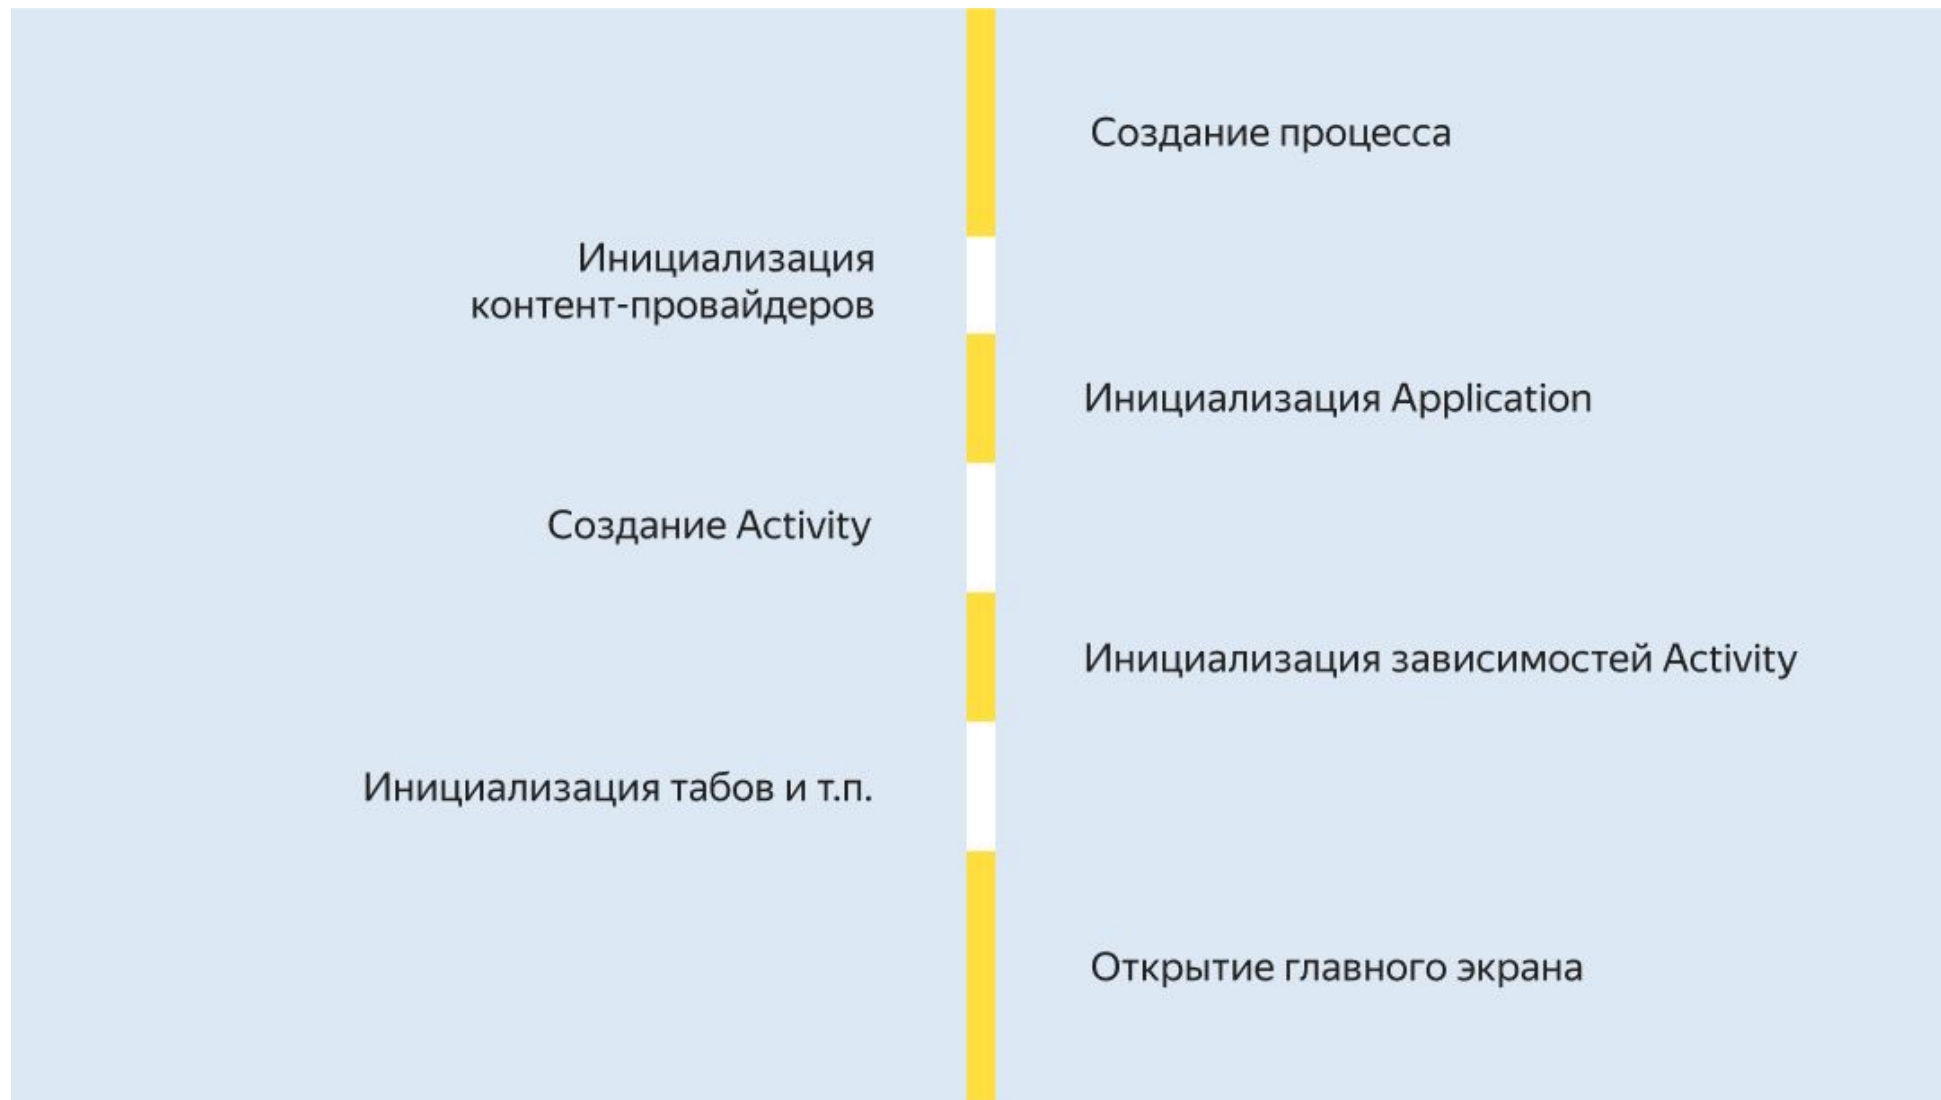 Создание процесса
Инициализация
контент-провайдеров
Инициализация Application
Создание Activity
Инициализация зависимостей Activity
Инициализация табов и т.п.
Открытие главного экрана